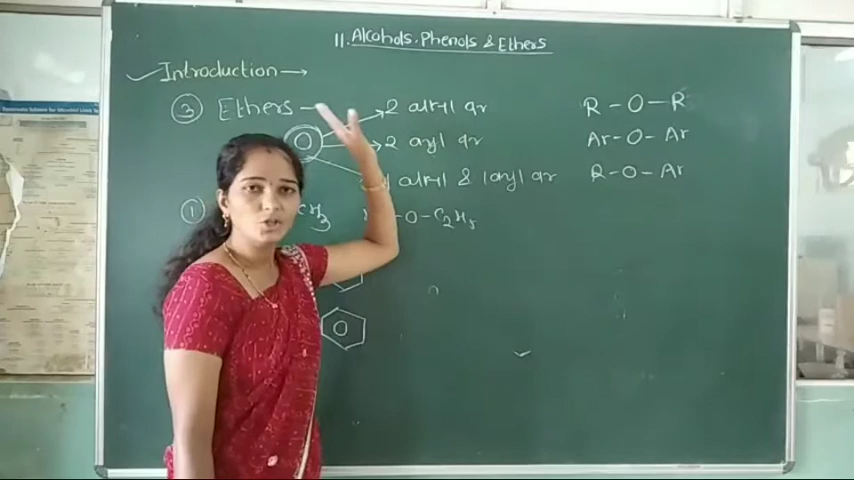 11. Alcohols, Phenols & Ethers
Introduction →
③ Ethers → 2 alkyl gr R - O - R
O → 2 aryl gr Ar - O - Ar
alkyl & 1 aryl gr R - O - Ar
① CH3 - O - C2H5